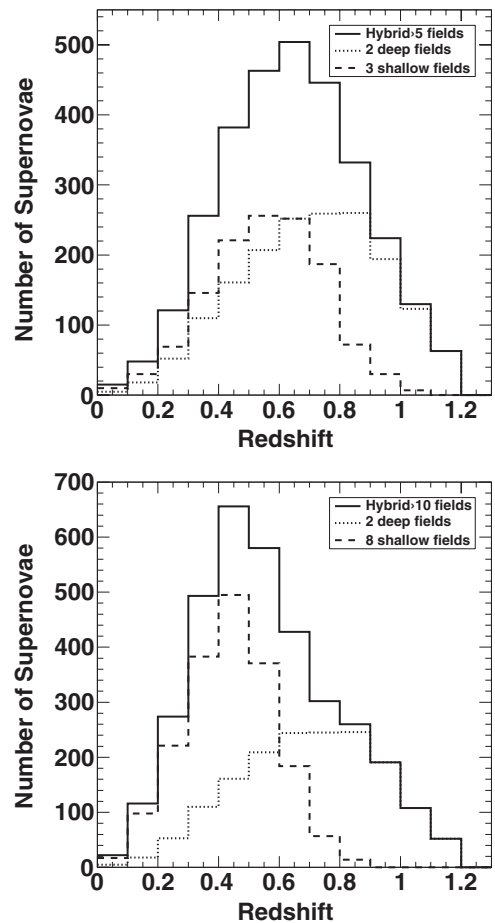 Hybrid›5 fields
2 deep fields
3 shallow fields
500
400
300
200
100
0
Number of Supernovae
0 0.2 0.4 0.6 0.8 1 1.2
Redshift
Hybrid›10 fields
2 deep fields
8 shallow fields
700
600
500
400
300
200
100
0
Number of Supernovae
0 0.2 0.4 0.6 0.8 1 1.2
Redshift